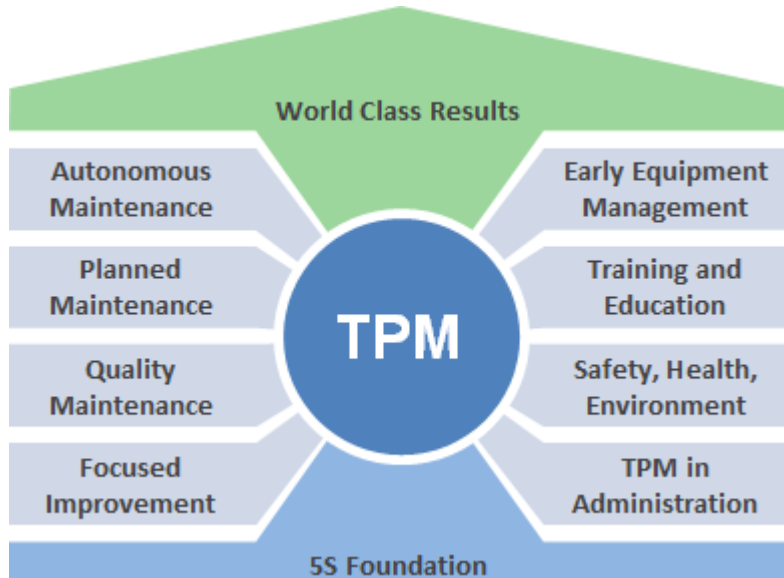 World Class Results
Autonomous
Maintenance
Early Equipment
Management
Planned
Maintenance
Training and
Education
TPM
Quality
Maintenance
Safety, Health,
Environment
Focused
Improvement
TPM in
Administration
5S Foundation